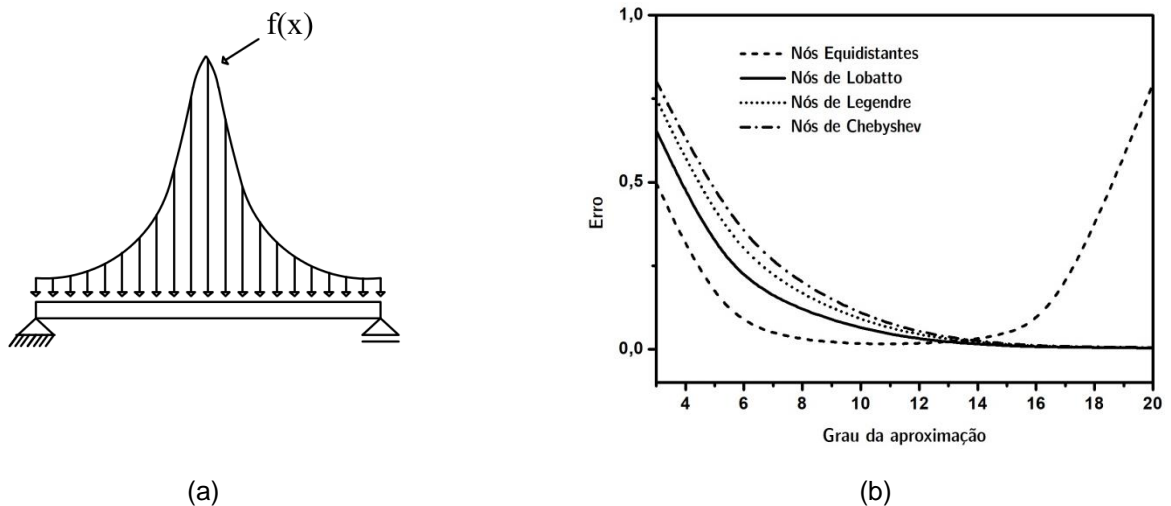 f(x)
(a)
1,0
0,5
0,0
Erro
Nós Equidistantes
Nós de Lobatto
Nós de Legendre
Nós de Chebyshev
4 6 8 10 12 14 16 18 20
Grau da aproximação
(b)